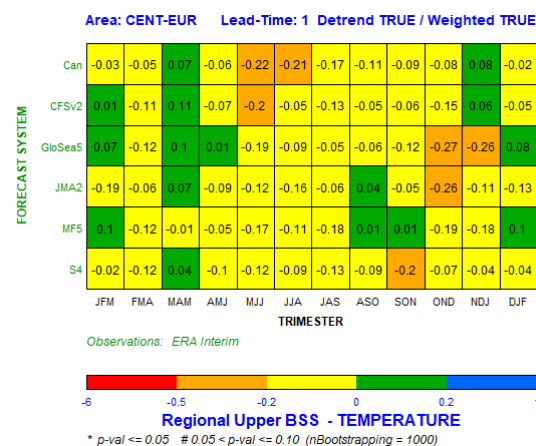 Area: CENT-EUR Lead-Time: 1 Detrend TRUE / Weighted TRUE
FORECAST SYSTEM
Can -0.03 -0.05 0.07 -0.06 -0.22 -0.21 -0.17 -0.11 -0.09 -0.08 0.08 -0.02
CFSv2 0.01 -0.11 0.11 -0.07 -0.2 -0.05 -0.13 -0.05 -0.06 -0.15 0.06 -0.05
GloSea5 0.07 -0.12 0.1 0.01 -0.19 -0.09 -0.05 -0.06 -0.12 -0.27 -0.26 0.08
JMA2 -0.19 -0.06 0.07 -0.09 -0.12 -0.16 -0.06 0.04 -0.05 -0.26 -0.11 -0.13
MF5 0.1 -0.12 -0.01 -0.05 -0.17 -0.11 -0.18 0.01 0.01 -0.19 -0.18 0.1
S4 -0.02 -0.12 0.04 -0.1 -0.12 -0.09 -0.13 -0.09 -0.2 -0.07 -0.04 -0.04
JFM FMA MAM AMJ MJJ JJA JAS ASO SON OND NDJ DJF
TRIMESTER
Observations: ERA Interim
-6 -0.5 -0.2 0 0.2
Regional Upper BSS - TEMPERATURE
* p-val <= 0.05 # 0.05 < p-val <= 0.10 (nBootstrapping = 1000)